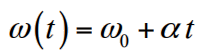 ω(t) = ω₀ + αt